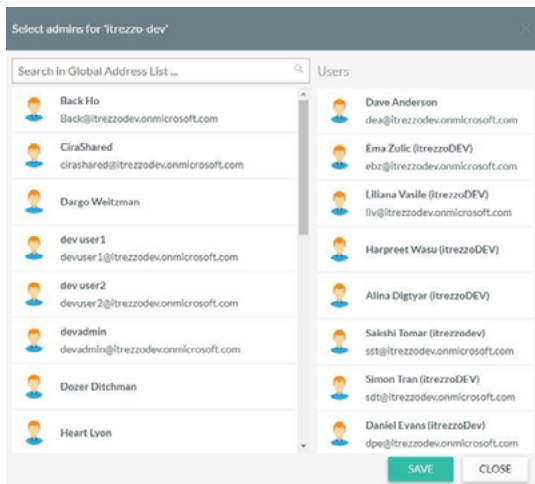 Select admins for 'itrezzo-dev'
Search in Global Address List ...
Back Ho
Back@itrezzodev.onmicrosoft.com
CiraShared
cirashared@itrezzodev.onmicrosoft.com
Dargo Weitzman
dev user1
devuser1@itrezzodev.onmicrosoft.com
dev user2
devuser2@itrezzodev.onmicrosoft.com
devadmin
devadmin@itrezzodev.onmicrosoft.com
Dozer Ditchman
Heart Lyon
Users
Dave Anderson
dea@itrezzodev.onmicrosoft.com
Ema Zulic (itrezzoDEV)
ebz@itrezzodev.onmicrosoft.com
Liliana Vasile (itrezzoDEV)
liv@itrezzodev.onmicrosoft.com
Harpreet Wasu (itrezzoDEV)
Alina Digtyar (itrezzoDEV)
Sakshi Tomar (itrezzodev)
sst@itrezzodev.onmicrosoft.com
Simon Tran (itrezzoDEV)
sdt@itrezzodev.onmicrosoft.com
Daniel Evans (itrezzoDev)
dpe@itrezzodev.onmicrosoft.com
SAVE
CLOSE